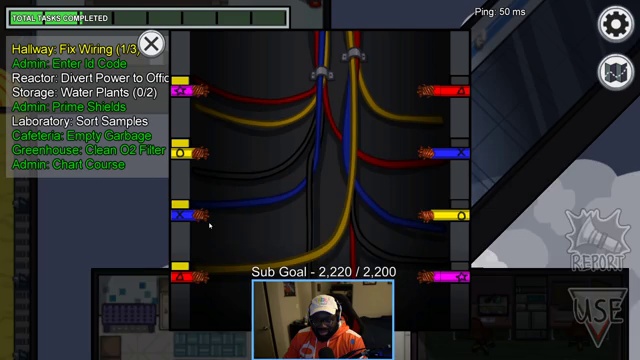 TOTAL TASKS COMPLETED
Ping: 50 ms
Hallway: Fix Wiring (1/3)
Admin: Enter Id Code
Reactor: Divert Power to Offic
Storage: Water Plants (0/2)
Admin: Prime Shields
Laboratory: Sort Samples
Cafeteria: Empty Garbage
Greenhouse: Clean O2 Filter
Admin: Chart Course
REPORT
Sub Goal - 2,220 / 2,200
USE